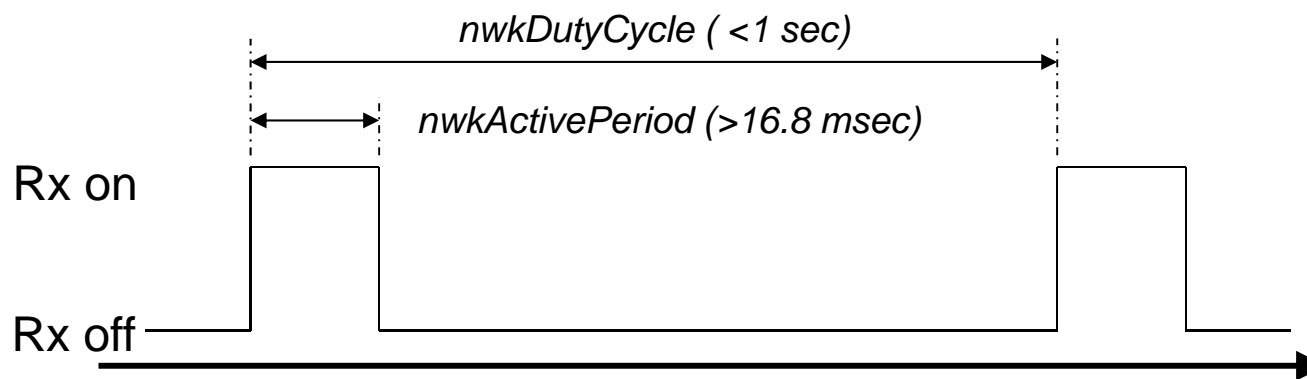 nwkDutyCycle ( <1 sec)
nwkActivePeriod (>16.8 msec)
Rx on
Rx off